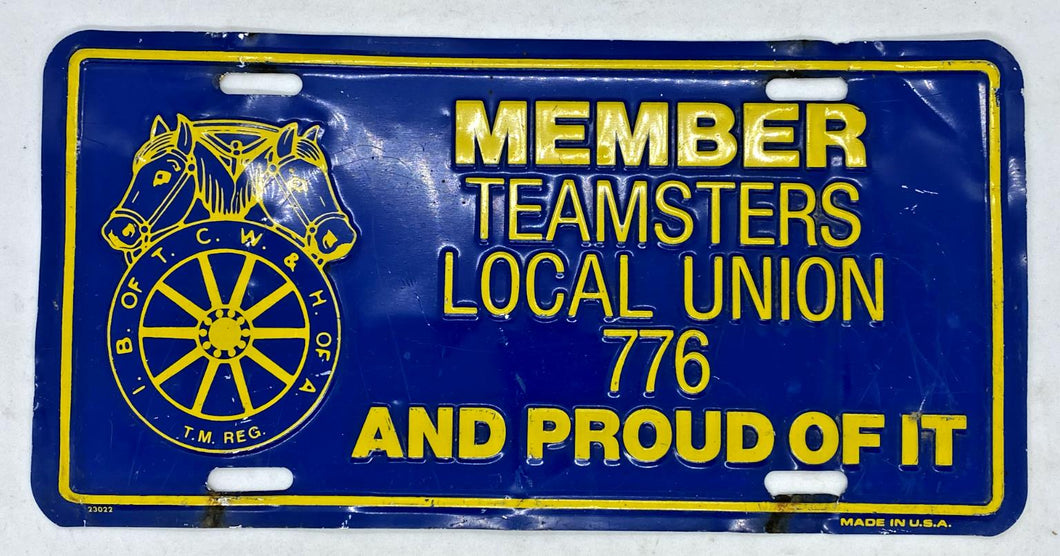 MEMBER
TEAMSTERS
LOCAL UNION
776
AND PROUD OF IT
I. B. OF T. C. W. & H. OF A.
T.M. REG.
23022
MADE IN U.S.A.